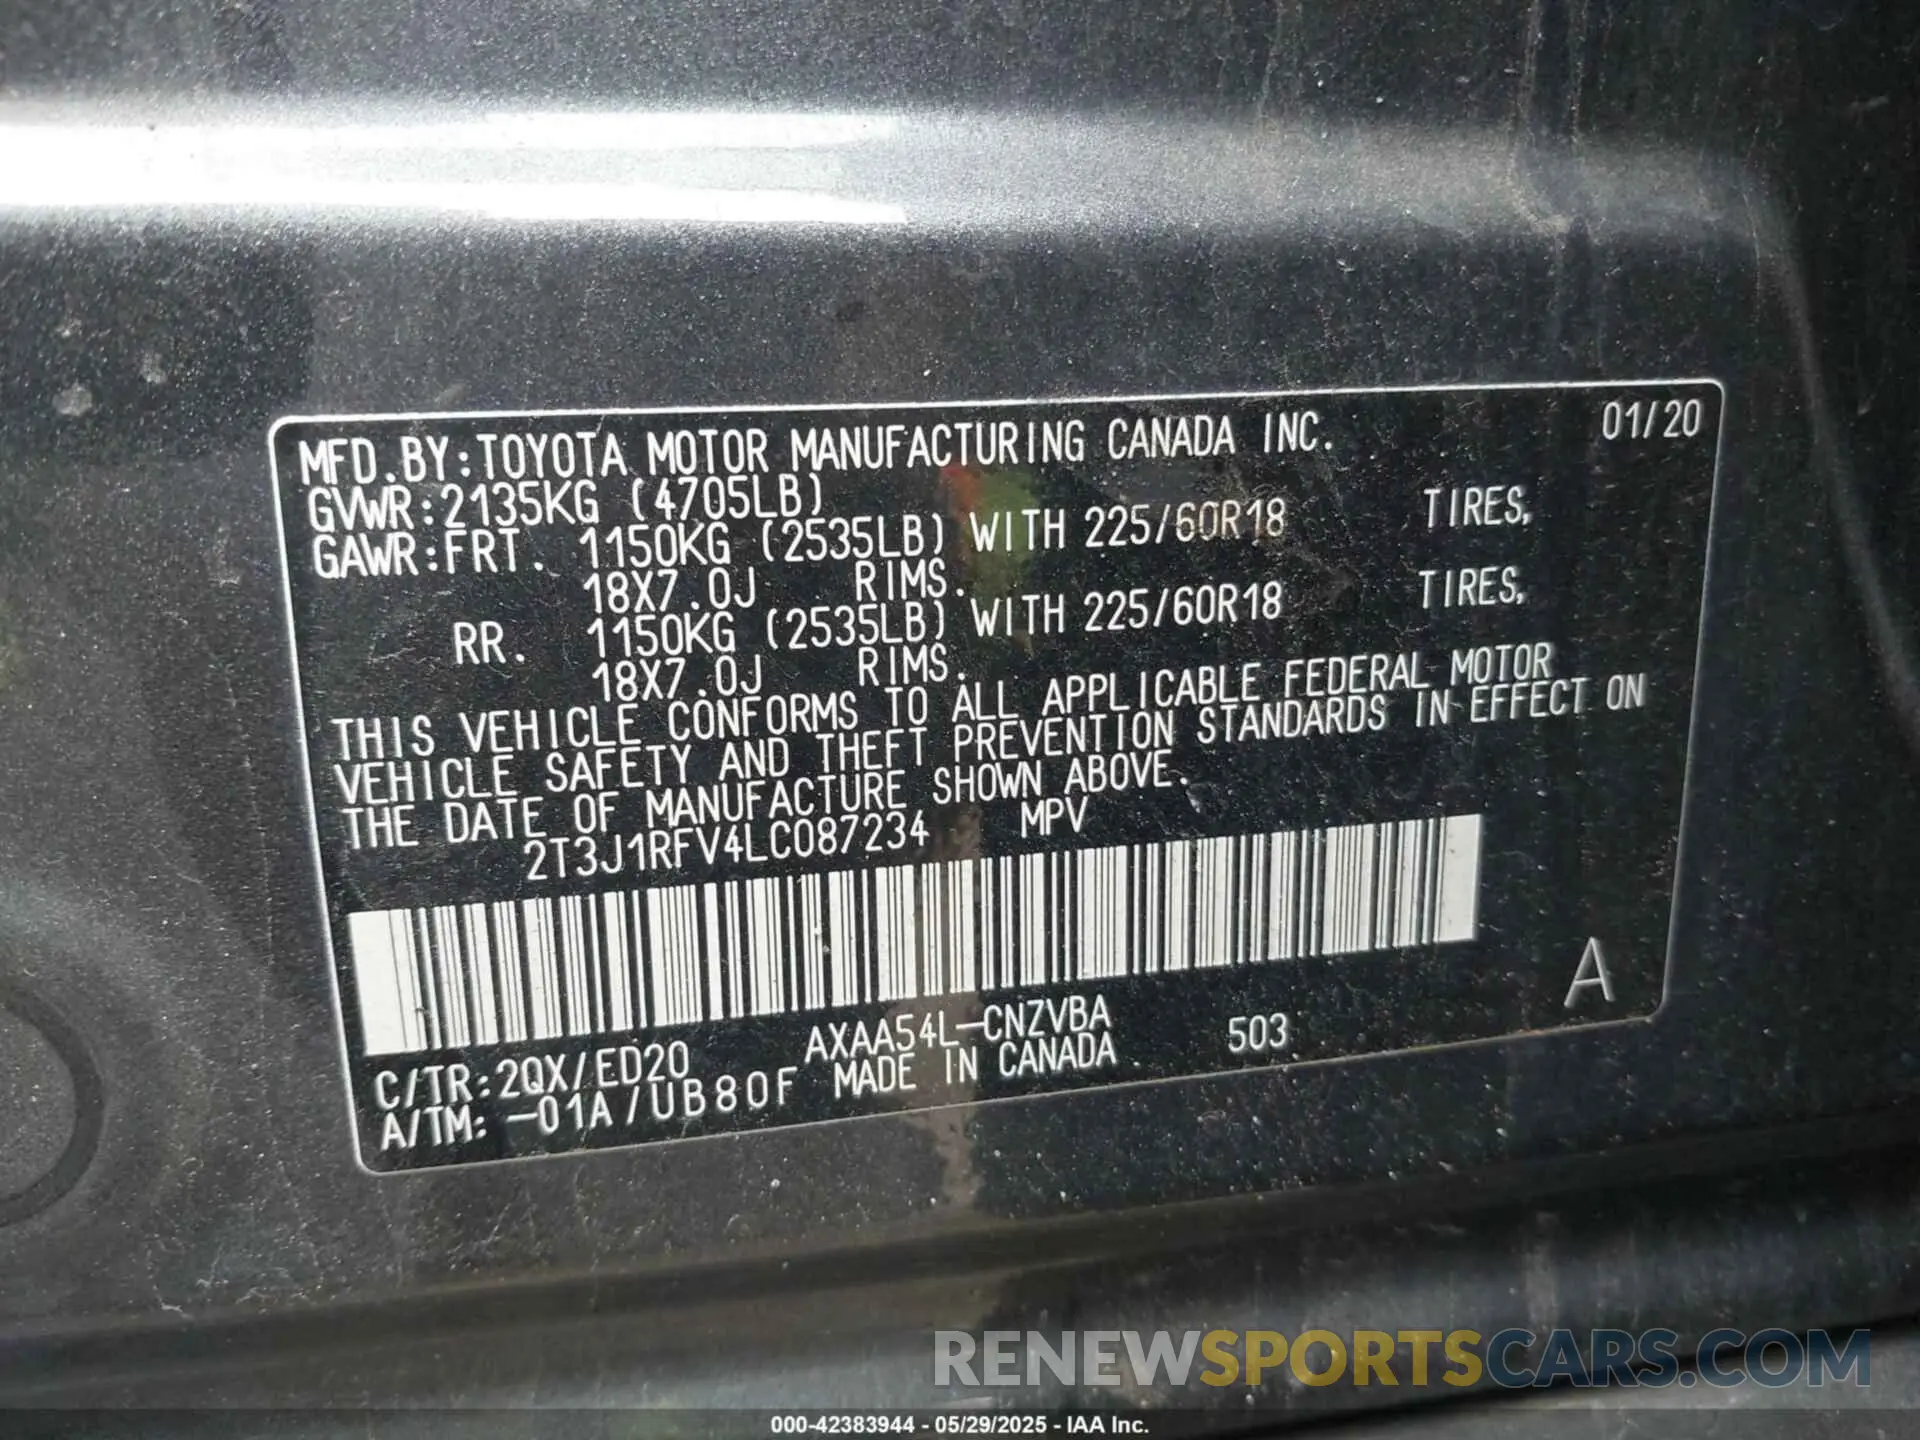 MFD.BY:TOYOTA MOTOR MANUFACTURING CANADA INC. 01/20
GVWR:2135KG (4705LB)
GAWR:FRT. 1150KG (2535LB) WITH 225/60R18 TIRES,
18X7.0J RIMS.
RR. 1150KG (2535LB) WITH 225/60R18 TIRES,
18X7.0J RIMS.
THIS VEHICLE CONFORMS TO ALL APPLICABLE FEDERAL MOTOR
VEHICLE SAFETY AND THEFT PREVENTION STANDARDS IN EFFECT ON
THE DATE OF MANUFACTURE SHOWN ABOVE.
2T3J1RFV4LC087234 MPV
A
C/TR:2QX/ED20 AXAA54L-CNZVBA 503
A/TM:-01A/UB80F MADE IN CANADA
RENEWSPORTSCARS.COM
000-42383944 - 05/29/2025 - IAA Inc.